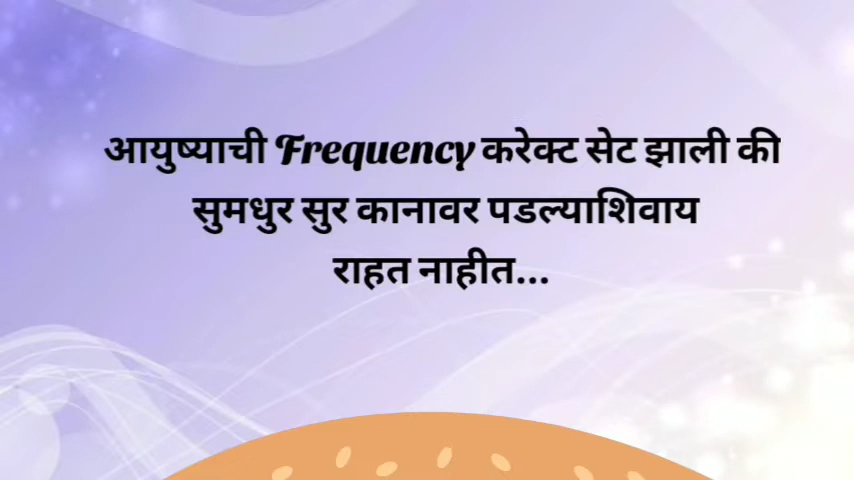 आयुष्याची Frequency करेक्ट सेट झाली की
सुमधुर सुर कानावर पडल्याशिवाय
राहत नाहीत...